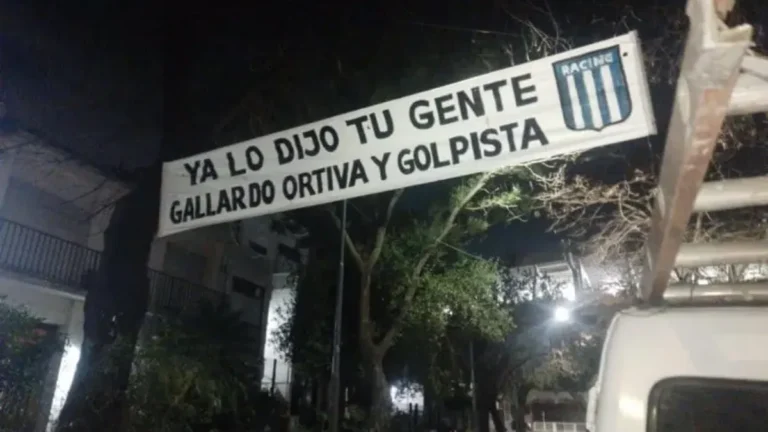 YA LO DIJO TU GENTE
GALLARDO ORTIVA Y GOLPISTA
RACING